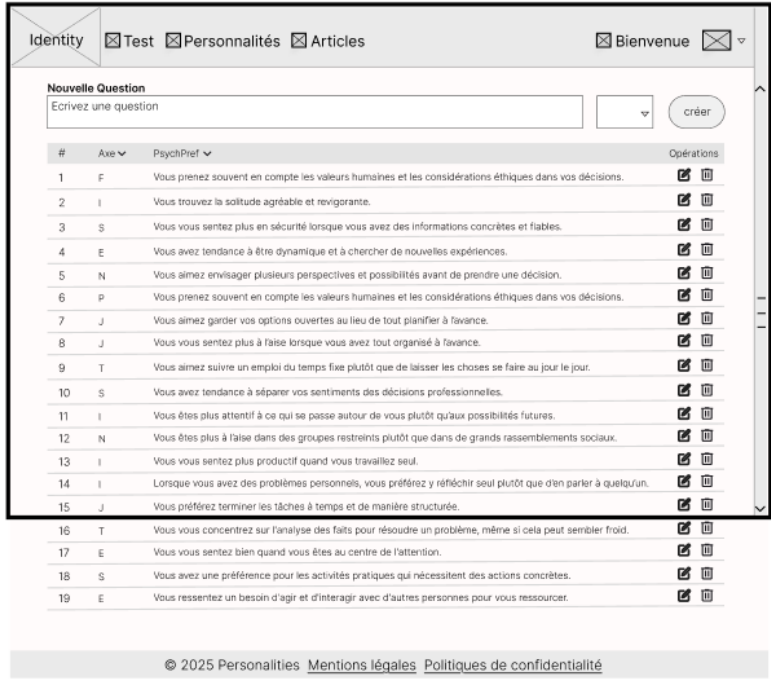 Identity Test Personnalités Articles Bienvenue
Nouvelle Question
Ecrivez une question créer
# Axe PsychPref Opérations
1 F Vous prenez souvent en compte les valeurs humaines et les considérations éthiques dans vos décisions.
2 I Vous trouvez la solitude agréable et revigorante.
3 S Vous vous sentez plus en sécurité lorsque vous avez des informations concrètes et fiables.
4 E Vous avez tendance à être dynamique et à chercher de nouvelles expériences.
5 N Vous aimez envisager plusieurs perspectives et possibilités avant de prendre une décision.
6 P Vous prenez souvent en compte les valeurs humaines et les considérations éthiques dans vos décisions.
7 J Vous aimez garder vos options ouvertes au lieu de tout planifier à l'avance.
8 J Vous vous sentez plus à l'aise lorsque vous avez tout organisé à l'avance.
9 T Vous aimez suivre un emploi du temps fixe plutôt que de laisser les choses se faire au jour le jour.
10 S Vous avez tendance à séparer vos sentiments des décisions professionnelles.
11 I Vous êtes plus attentif à ce qui se passe autour de vous plutôt qu'aux possibilités futures.
12 N Vous êtes plus à l'aise dans des groupes restreints plutôt que dans de grands rassemblements sociaux.
13 I Vous vous sentez plus productif quand vous travaillez seul.
14 I Lorsque vous avez des problèmes personnels, vous préférez y réfléchir seul plutôt que d'en parler à quelqu'un.
15 J Vous préférez terminer les tâches à temps et de manière structurée.
16 T Vous vous concentrez sur l'analyse des faits pour résoudre un problème, même si cela peut sembler froid.
17 E Vous vous sentez bien quand vous êtes au centre de l'attention.
18 S Vous avez une préférence pour les activités pratiques qui nécessitent des actions concrètes.
19 E Vous ressentez un besoin d'agir et d'interagir avec d'autres personnes pour vous ressourcer.
© 2025 Personalities Mentions légales Politiques de confidentialité